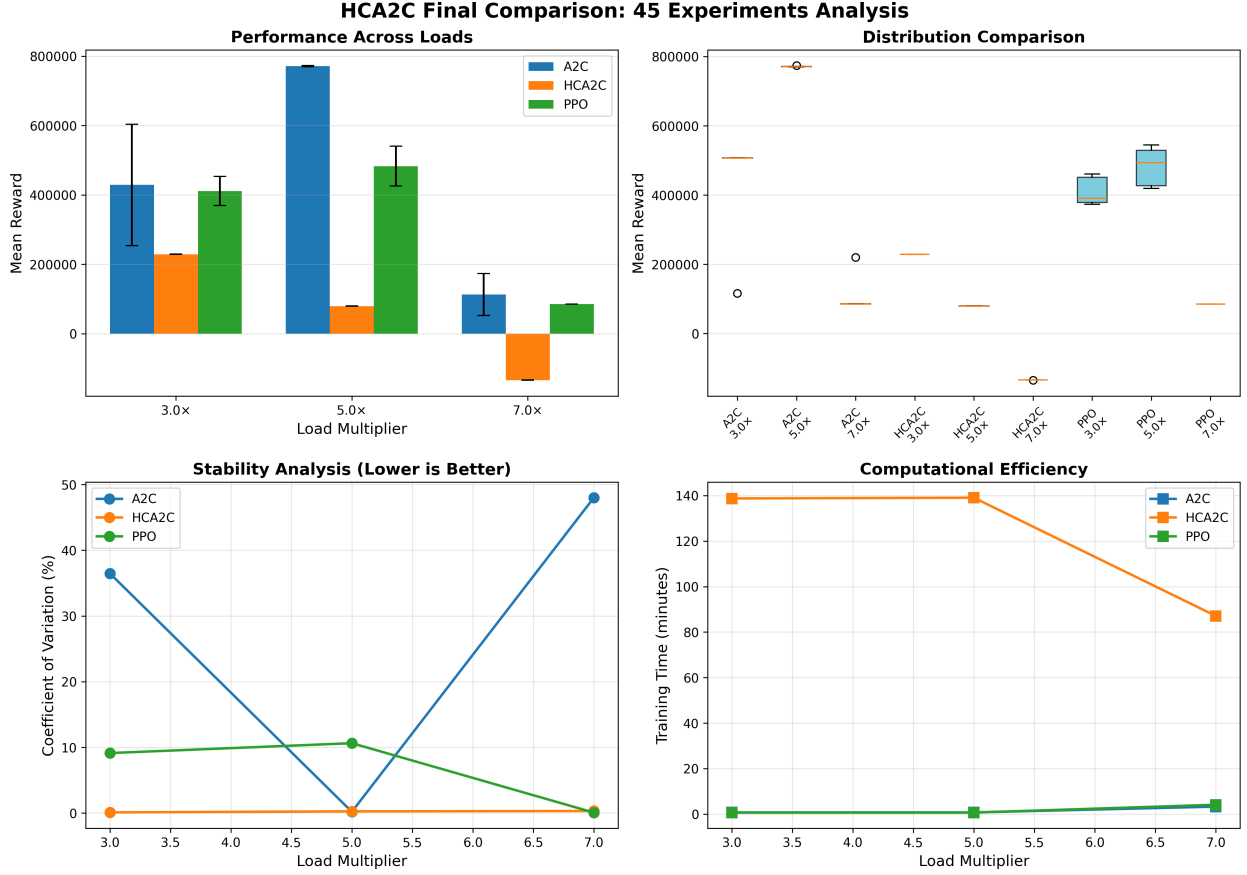 HCA2C Final Comparison: 45 Experiments Analysis
Performance Across Loads
Mean Reward
800000
600000
400000
200000
0
A2C
HCA2C
PPO
3.0×
5.0×
7.0×
Load Multiplier
Distribution Comparison
Mean Reward
800000
600000
400000
200000
0
A2C
3.0×
A2C
5.0×
A2C
7.0×
HCA2C
3.0×
HCA2C
5.0×
HCA2C
7.0×
PPO
3.0×
PPO
5.0×
PPO
7.0×
Stability Analysis (Lower is Better)
Coefficient of Variation (%)
50
40
30
20
10
0
A2C
HCA2C
PPO
3.0 3.5 4.0 4.5 5.0 5.5 6.0 6.5 7.0
Load Multiplier
Computational Efficiency
Training Time (minutes)
140
120
100
80
60
40
20
0
A2C
HCA2C
PPO
3.0 3.5 4.0 4.5 5.0 5.5 6.0 6.5 7.0
Load Multiplier